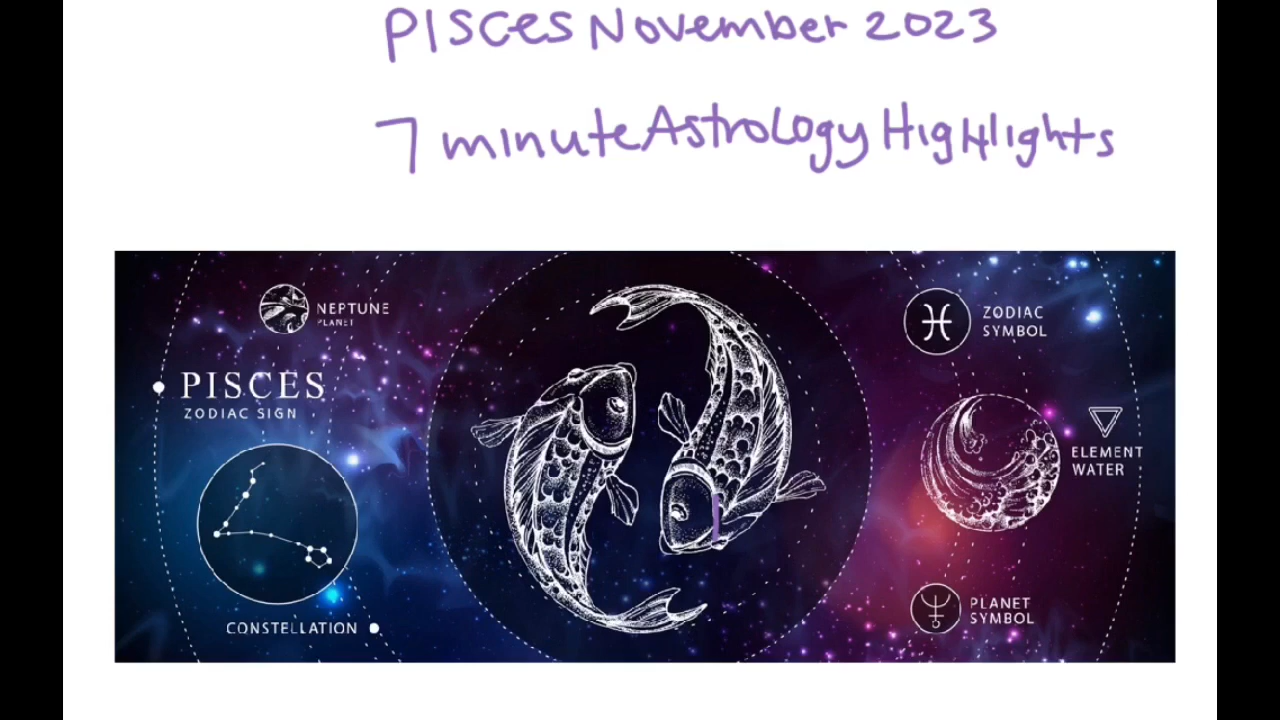 PISCES November 2023
7 minute Astrology Highlights
NEPTUNE
PLANET
PISCES
ZODIAC SIGN
CONSTELLATION
ZODIAC
SYMBOL
ELEMENT
WATER
PLANET
SYMBOL